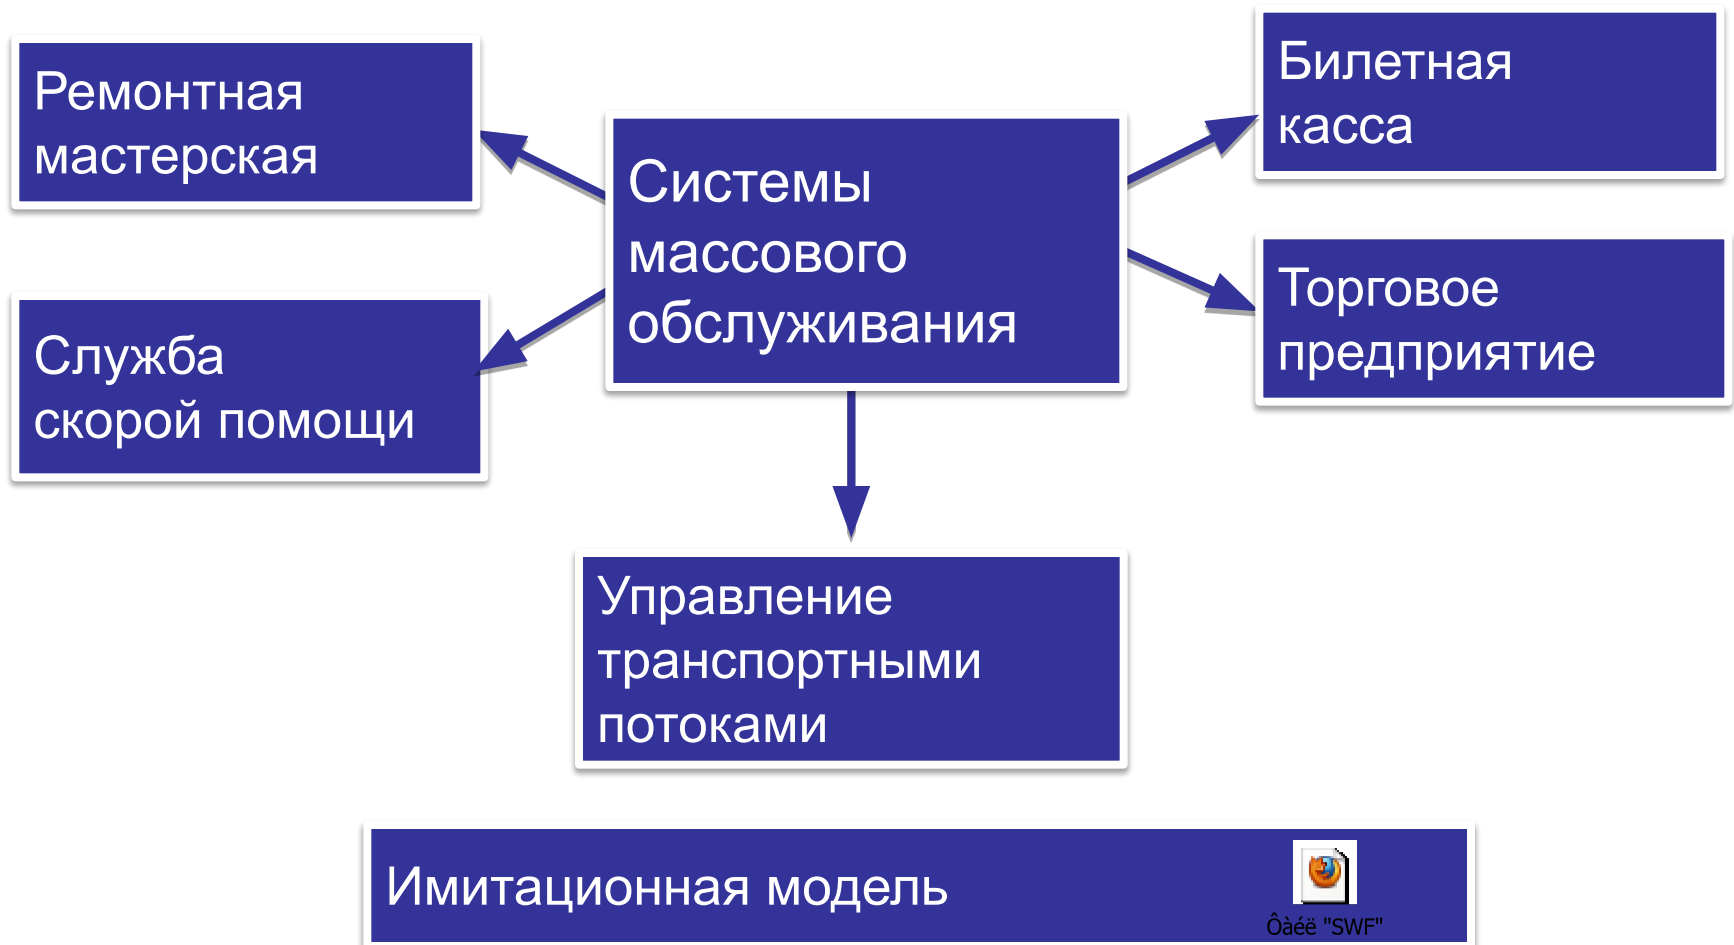 Ремонтная
мастерская
Служба
скорой помощи
Системы
массового
обслуживания
Билетная
касса
Торговое
предприятие
Управление
транспортными
потоками
Имитационная модель
Ôàéë "SWF"